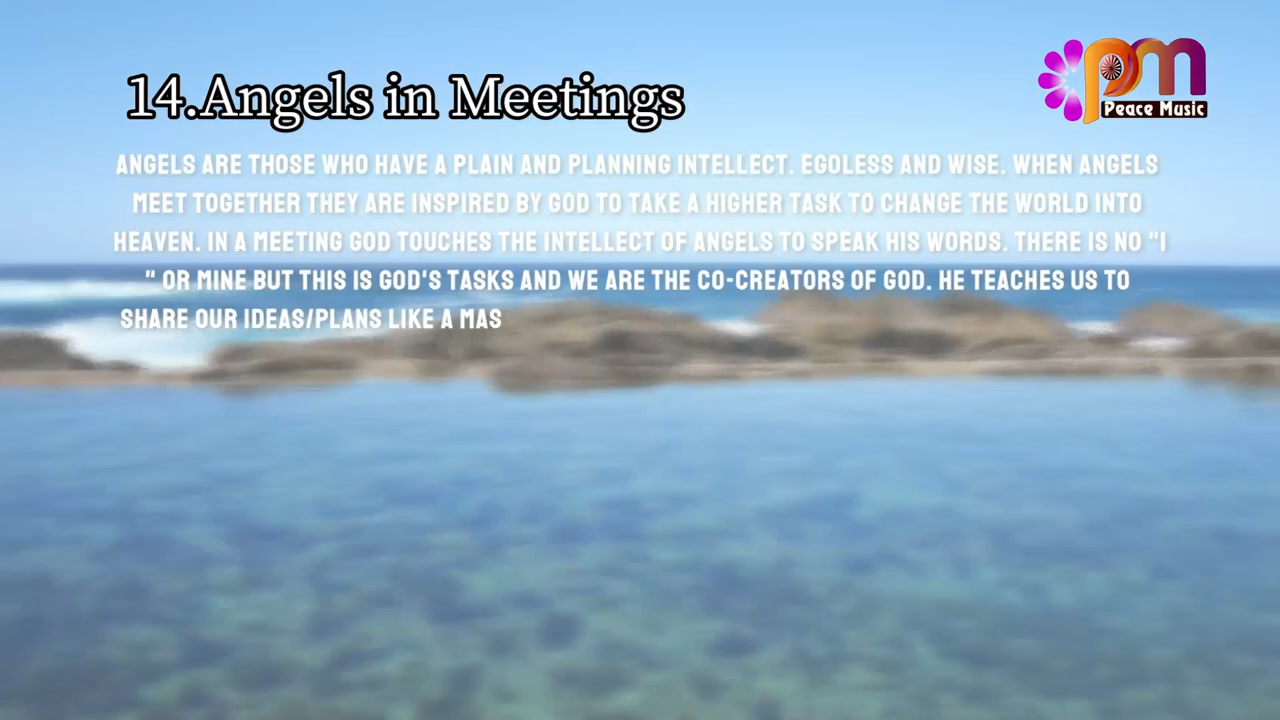 14.Angels in Meetings
pm
Peace Music
ANGELS ARE THOSE WHO HAVE A PLAIN AND PLANNING INTELLECT. EGOLESS AND WISE. WHEN ANGELS
MEET TOGETHER THEY ARE INSPIRED BY GOD TO TAKE A HIGHER TASK TO CHANGE THE WORLD INTO
HEAVEN. IN A MEETING GOD TOUCHES THE INTELLECT OF ANGELS TO SPEAK HIS WORDS. THERE IS NO "I
" OR MINE BUT THIS IS GOD'S TASKS AND WE ARE THE CO-CREATORS OF GOD. HE TEACHES US TO
SHARE OUR IDEAS/PLANS LIKE A MAS